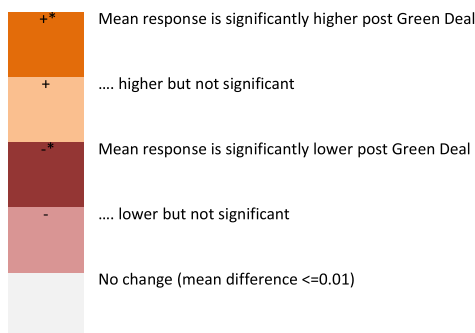 +* Mean response is significantly higher post Green Deal
+ …. higher but not significant
-* Mean response is significantly lower post Green Deal
- …. lower but not significant
No change (mean difference <=0.01)